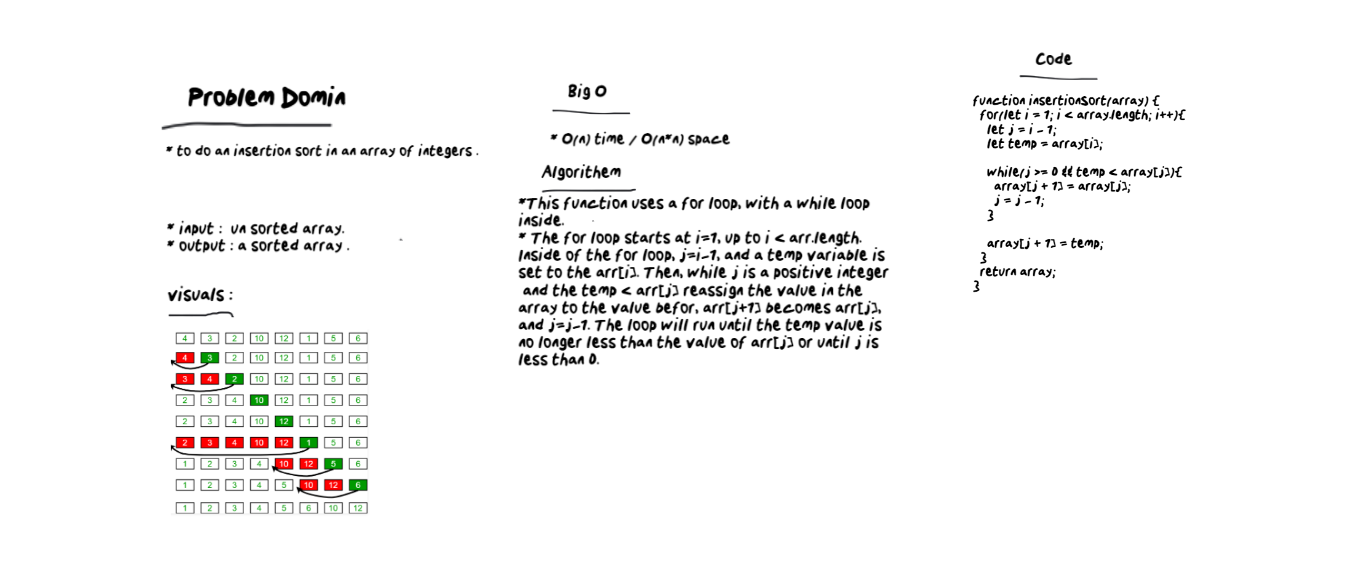 Problem Domin
* to do an insertion sort in an array of integers.
* input : un sorted array.
* output : a sorted array.
visuals :
4 3 2 10 12 1 5 6
4 3 2 10 12 1 5 6
3 4 2 10 12 1 5 6
2 3 4 10 12 1 5 6
2 3 4 10 12 1 5 6
2 3 4 10 12 1 5 6
1 2 3 4 10 12 5 6
1 2 3 4 5 10 12 6
1 2 3 4 5 6 10 12
Big O
* O(n) time / O(n*n) space
Algorithem
*This function uses a for loop, with a while loop
inside.
* The for loop starts at i=1, up to i < arr.length.
Inside of the for loop, j=i-1, and a temp variable is
set to the arr[i]. Then, while j is a positive integer
and the temp < arr[j] reassign the value in the
array to the value befor, arr[j+1] becomes arr[j],
and j=j-1. The loop will run until the temp value is
no longer less than the value of arr[j] or until j is
less than 0.
Code
function insertionSort(array) {
for(let i = 1; i < array.length; i++){
let j = i - 1;
let temp = array[i];
while(j >= 0 && temp < array[j]){
array[j + 1] = array[j];
j = j - 1;
}
array[j + 1] = temp;
}
return array;
}